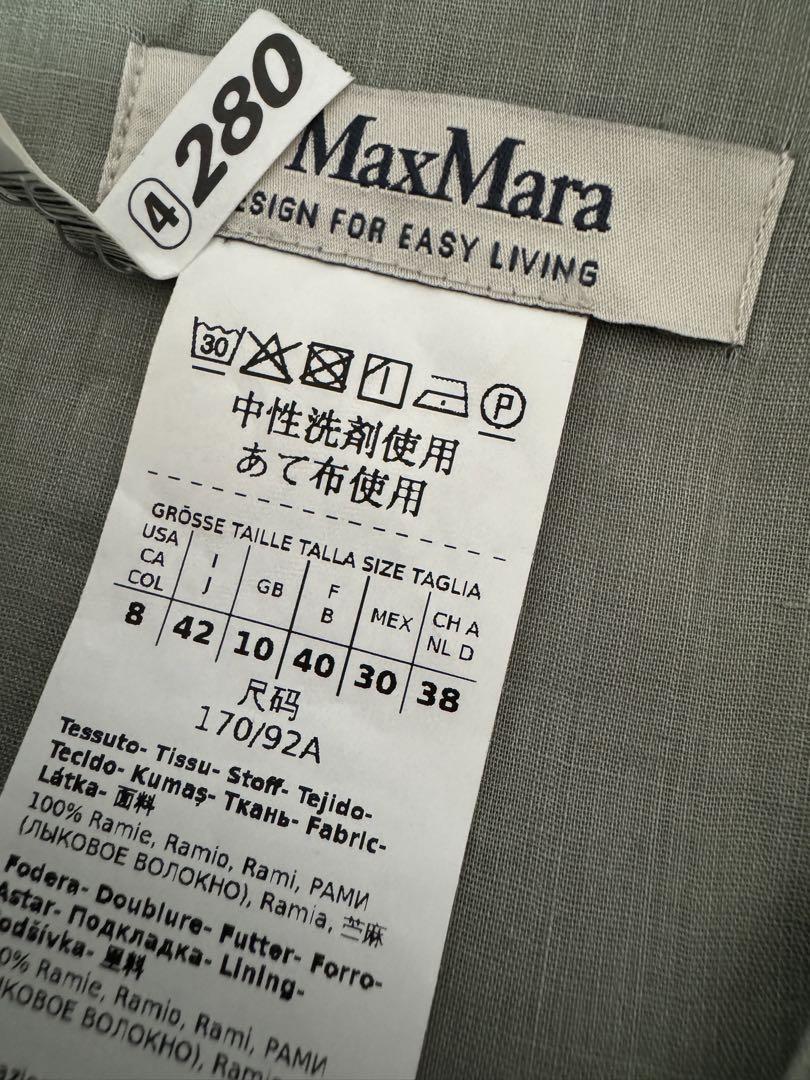 ④280
MaxMara
DESIGN FOR EASY LIVING
30 P
中性洗剤使用
あて布使用
GRÖSSE TAILLE TALLA SIZE TAGLIA
USA CA COL
I J
GB
F B
MEX
CH A NL D
8 42 10 40 30 38
尺码
170/92A
Tessuto- Tissu- Stoff- Tejido-
Tecido- Kumaş- Ткань- Fabric-
Látka- 面料
100% Ramie, Ramio, Rami, РАМИ
(ЛЫКОВОЕ ВОЛОКНО), Ramia, 苎麻
Fodera- Doublure- Futter- Forro-
Astar- Подкладка- Lining-
odšívka- 里料
0% Ramie, Ramio, Rami, РАМИ
ЫКОВОЕ ВОЛОКНО), Ramia